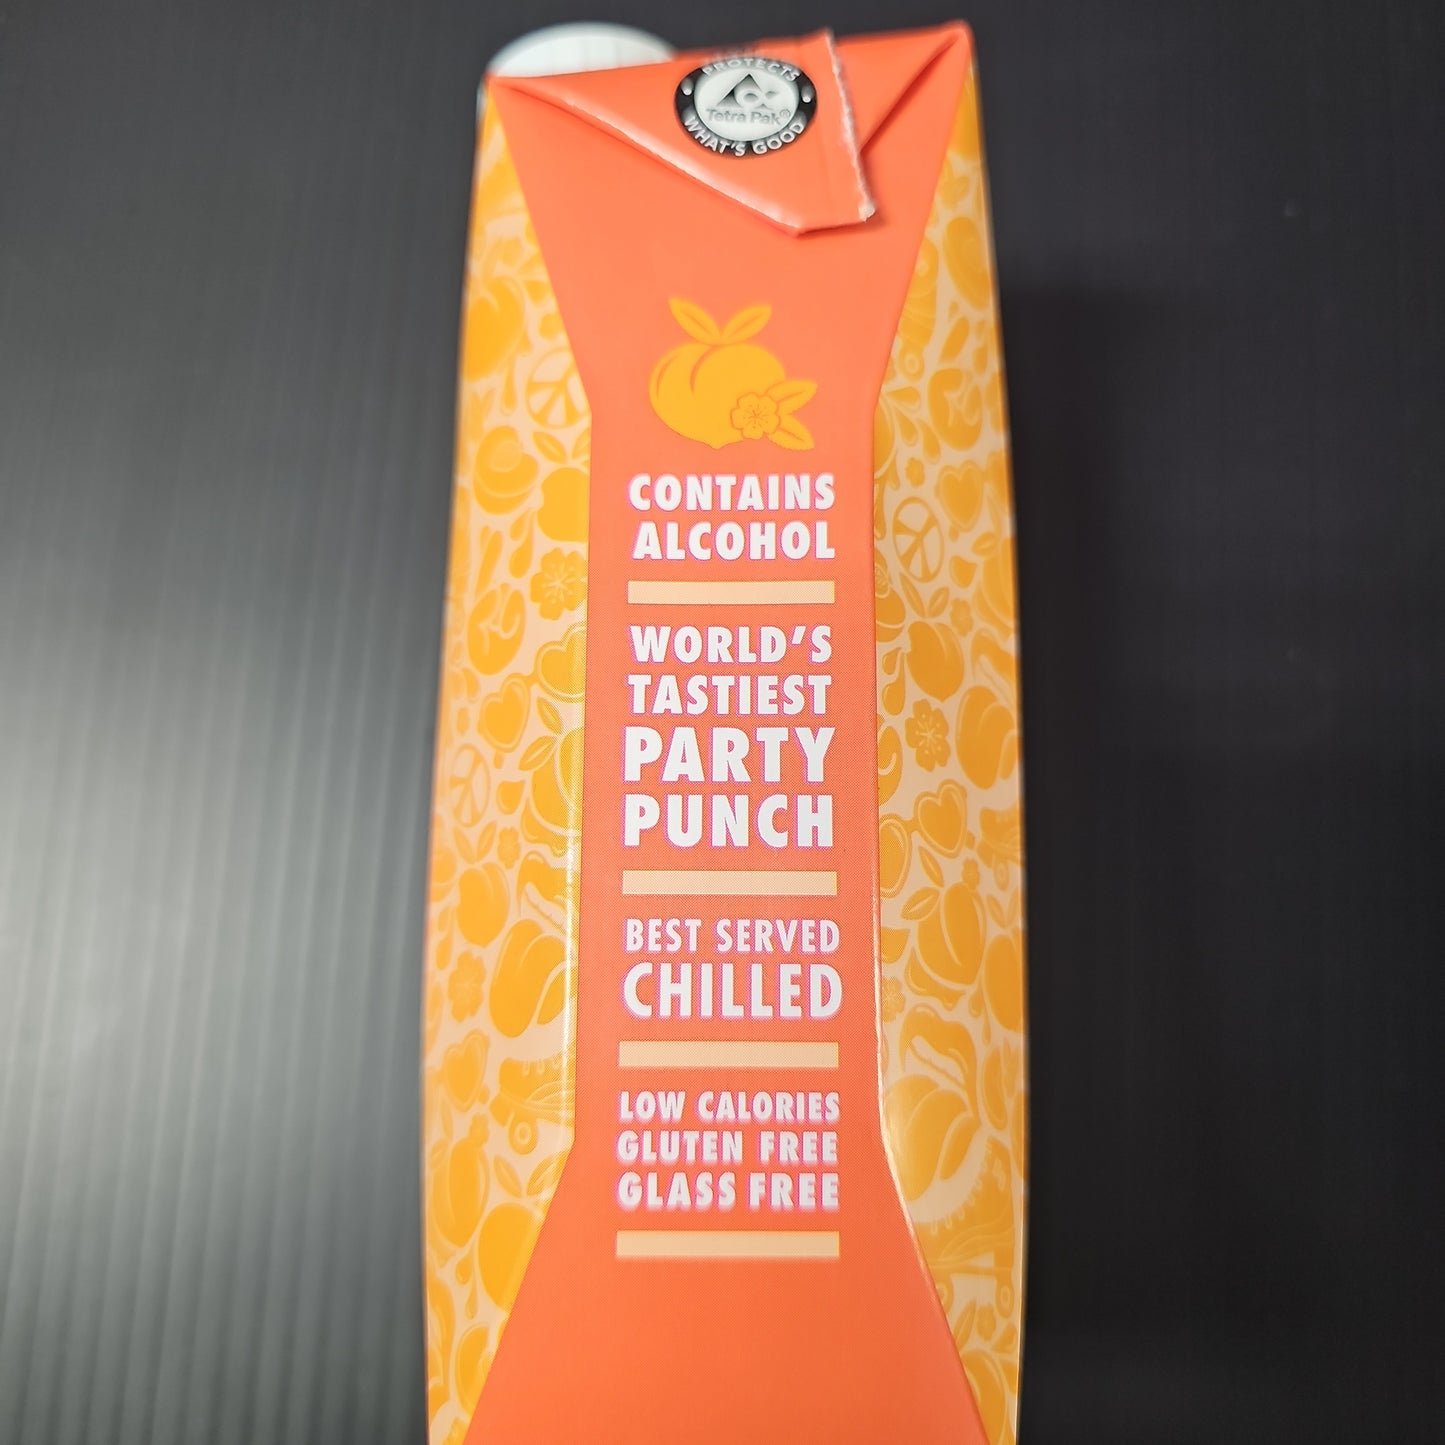 PROTECTS
Tetra Pak®
WHAT'S GOOD
CONTAINS
ALCOHOL
WORLD'S
TASTIEST
PARTY
PUNCH
BEST SERVED
CHILLED
LOW CALORIES
GLUTEN FREE
GLASS FREE